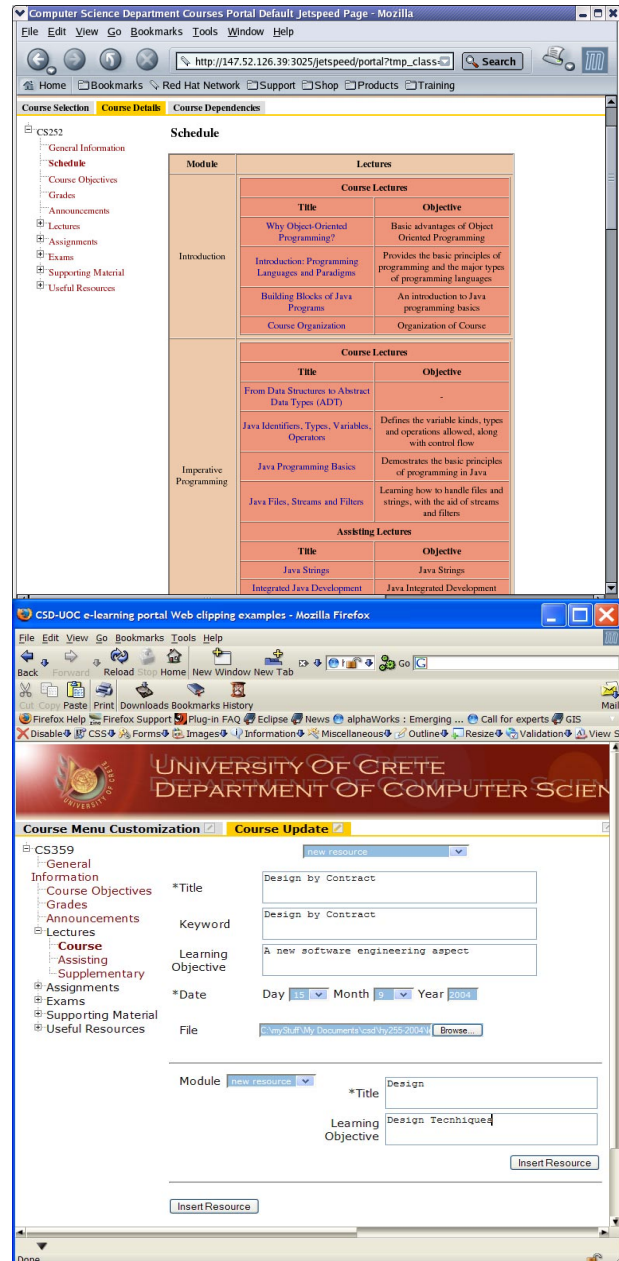 Computer Science Department Courses Portal Default Jetspeed Page - Mozilla
File Edit View Go Bookmarks Tools Window Help
http://147.52.126.39:3025/jetspeed/portal?tmp_class= Search
Home Bookmarks Red Hat Network Support Shop Products Training
Course Selection Course Details Course Dependencies
CS252
General Information
Schedule
Course Objectives
Grades
Announcements
Lectures
Assignments
Exams
Supporting Material
Useful Resources
Schedule
Module Lectures
Introduction
Course Lectures
Title Objective
Why Object-Oriented Programming? Basic advantages of Object Oriented Programming
Introduction: Programming Languages and Paradigms Provides the basic principles of programming and the major types of programming languages
Building Blocks of Java Programs An introduction to Java programming basics
Course Organization Organization of Course
Imperative Programming
Course Lectures
Title Objective
From Data Structures to Abstract Data Types (ADT) -
Java Identifiers, Types, Variables, Operators Defines the variable kinds, types and operations allowed, along with control flow
Java Programming Basics Demostrates the basic principles of programming in Java
Java Files, Streams and Filters Learning how to handle files and strings, with the aid of streams and filters
Assisting Lectures
Title Objective
Java Strings Java Strings
Integrated Java Development Java Integrated Development
CSD-UOC e-learning portal Web clipping examples - Mozilla Firefox
File Edit View Go Bookmarks Tools Help
Back Forward Reload Stop Home New Window New Tab Go
Cut Copy Paste Print Downloads Bookmarks History Mail
Firefox Help Firefox Support Plug-in FAQ Eclipse News alphaWorks : Emerging ... Call for experts GIS
Disable CSS Forms Images Information Miscellaneous Outline Resize Validation View S
UNIVERSITY OF CRETE
DEPARTMENT OF COMPUTER SCIEN
Course Menu Customization Course Update
CS359
General
Information
Course Objectives
Grades
Announcements
Lectures
Course
Assisting
Supplementary
Assignments
Exams
Supporting Material
Useful Resources
new resource
*Title Design by Contract
Keyword Design by Contract
Learning Objective A new software engineering aspect
*Date Day 15 Month 9 Year 2004
File C:\myStuff\My Documents\csd\hy255-2004\ Browse...
Module new resource
*Title Design
Learning Objective Design Tecnhiques
Insert Resource
Insert Resource
Done